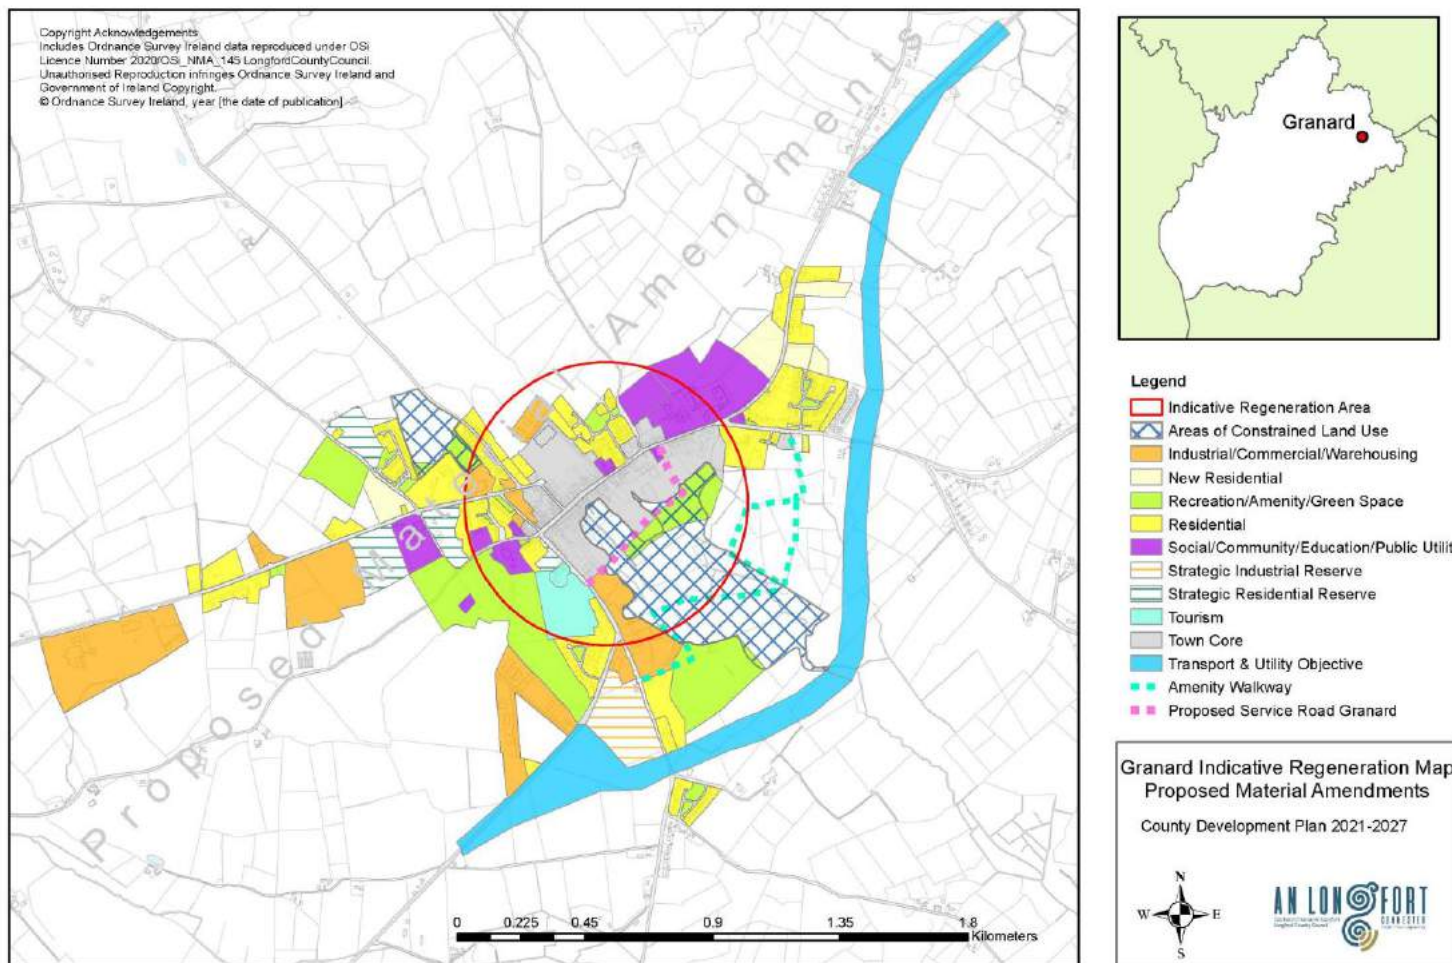 Copyright Acknowledgements
Includes Ordnance Survey Ireland data reproduced under OSi
Licence Number 2020/OSi_NMA_145 LongfordCountyCouncil.
Unauthorised Reproduction infringes Ordnance Survey Ireland and
Government of Ireland Copyright.
© Ordnance Survey Ireland, year [the date of publication]
Proposed Material Amendments
0 0.225 0.45 0.9 1.35 1.8
Kilometers
Granard
Legend
Indicative Regeneration Area
Areas of Constrained Land Use
Industrial/Commercial/Warehousing
New Residential
Recreation/Amenity/Green Space
Residential
Social/Community/Education/Public Utilit
Strategic Industrial Reserve
Strategic Residential Reserve
Tourism
Town Core
Transport & Utility Objective
Amenity Walkway
Proposed Service Road Granard
Granard Indicative Regeneration Map
Proposed Material Amendments
County Development Plan 2021-2027
N
W E
S
AN LONGFORT
CONNECTED